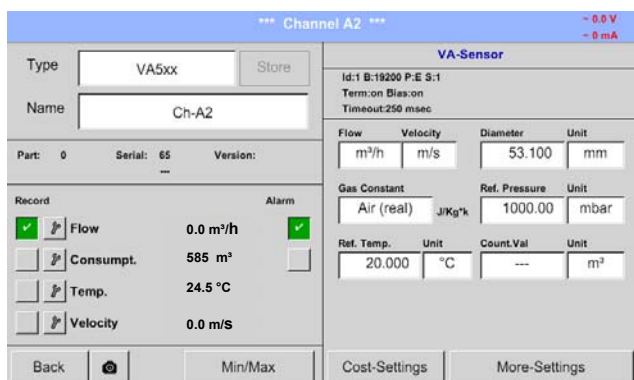 *** Channel A2 ***
~ 0.0 V
~ 0 mA
Type
VA5xx
Store
Name
Ch-A2
Part: 0 Serial: 65 Version:
---
Record
Alarm
Flow 0.0 m³/h
Consumpt. 585 m³
Temp. 24.5 °C
Velocity 0.0 m/s
Back
Min/Max
VA-Sensor
Id:1 B:19200 P:E S:1
Term:on Bias:on
Timeout:250 msec
Flow Velocity Diameter Unit
m³/h m/s 53.100 mm
Gas Constant Ref. Pressure Unit
Air (real) J/Kg*k 1000.00 mbar
Ref. Temp. Unit Count.Val Unit
20.000 °C --- m³
Cost-Settings
More-Settings